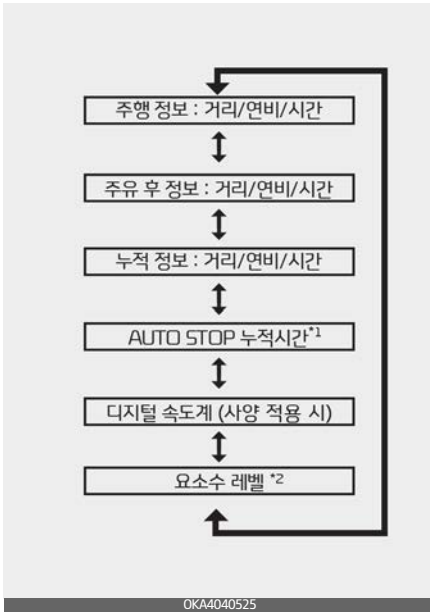 주행 정보 : 거리/연비/시간
주유 후 정보 : 거리/연비/시간
누적 정보 : 거리/연비/시간
AUTO STOP 누적시간*1
디지털 속도계 (사양 적용 시)
요소수 레벨 *2
OKA4040525